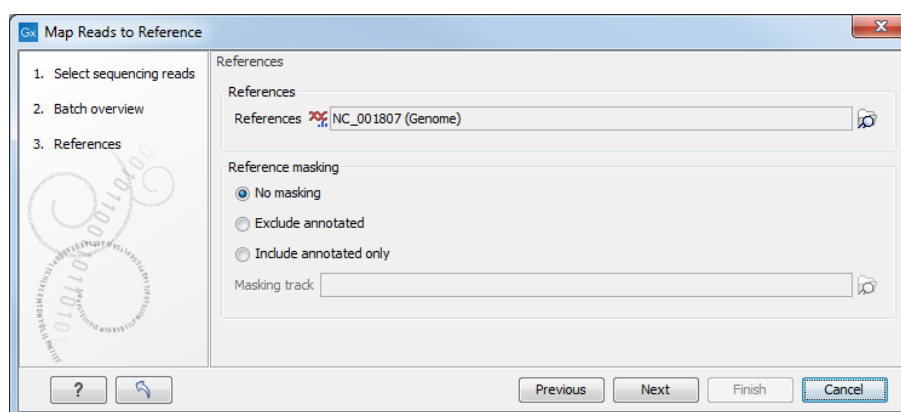 Gx Map Reads to Reference
1. Select sequencing reads
2. Batch overview
3. References
References
References
References NC_001807 (Genome)
Reference masking
No masking
Exclude annotated
Include annotated only
Masking track
?
Previous Next Finish Cancel